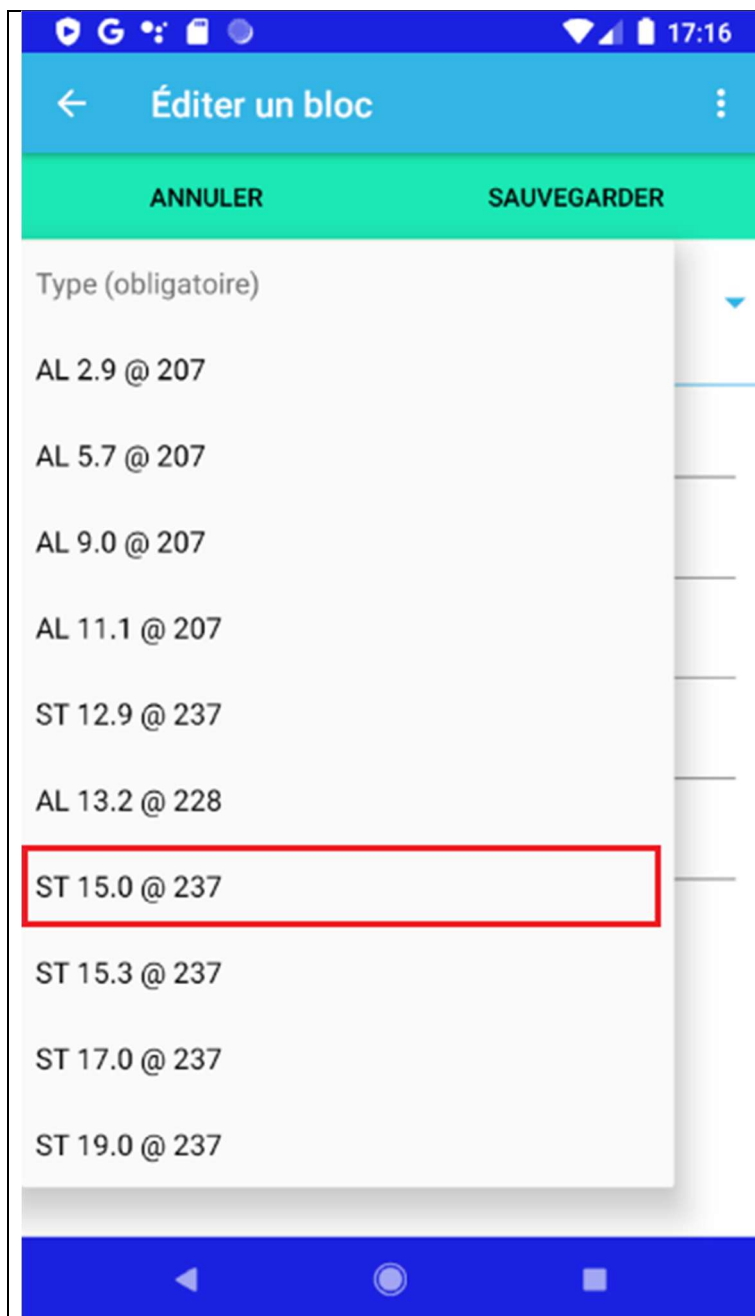 17:16
Éditer un bloc
ANNULER SAUVEGARDER
Type (obligatoire)
AL 2.9 @ 207
AL 5.7 @ 207
AL 9.0 @ 207
AL 11.1 @ 207
ST 12.9 @ 237
AL 13.2 @ 228
ST 15.0 @ 237
ST 15.3 @ 237
ST 17.0 @ 237
ST 19.0 @ 237